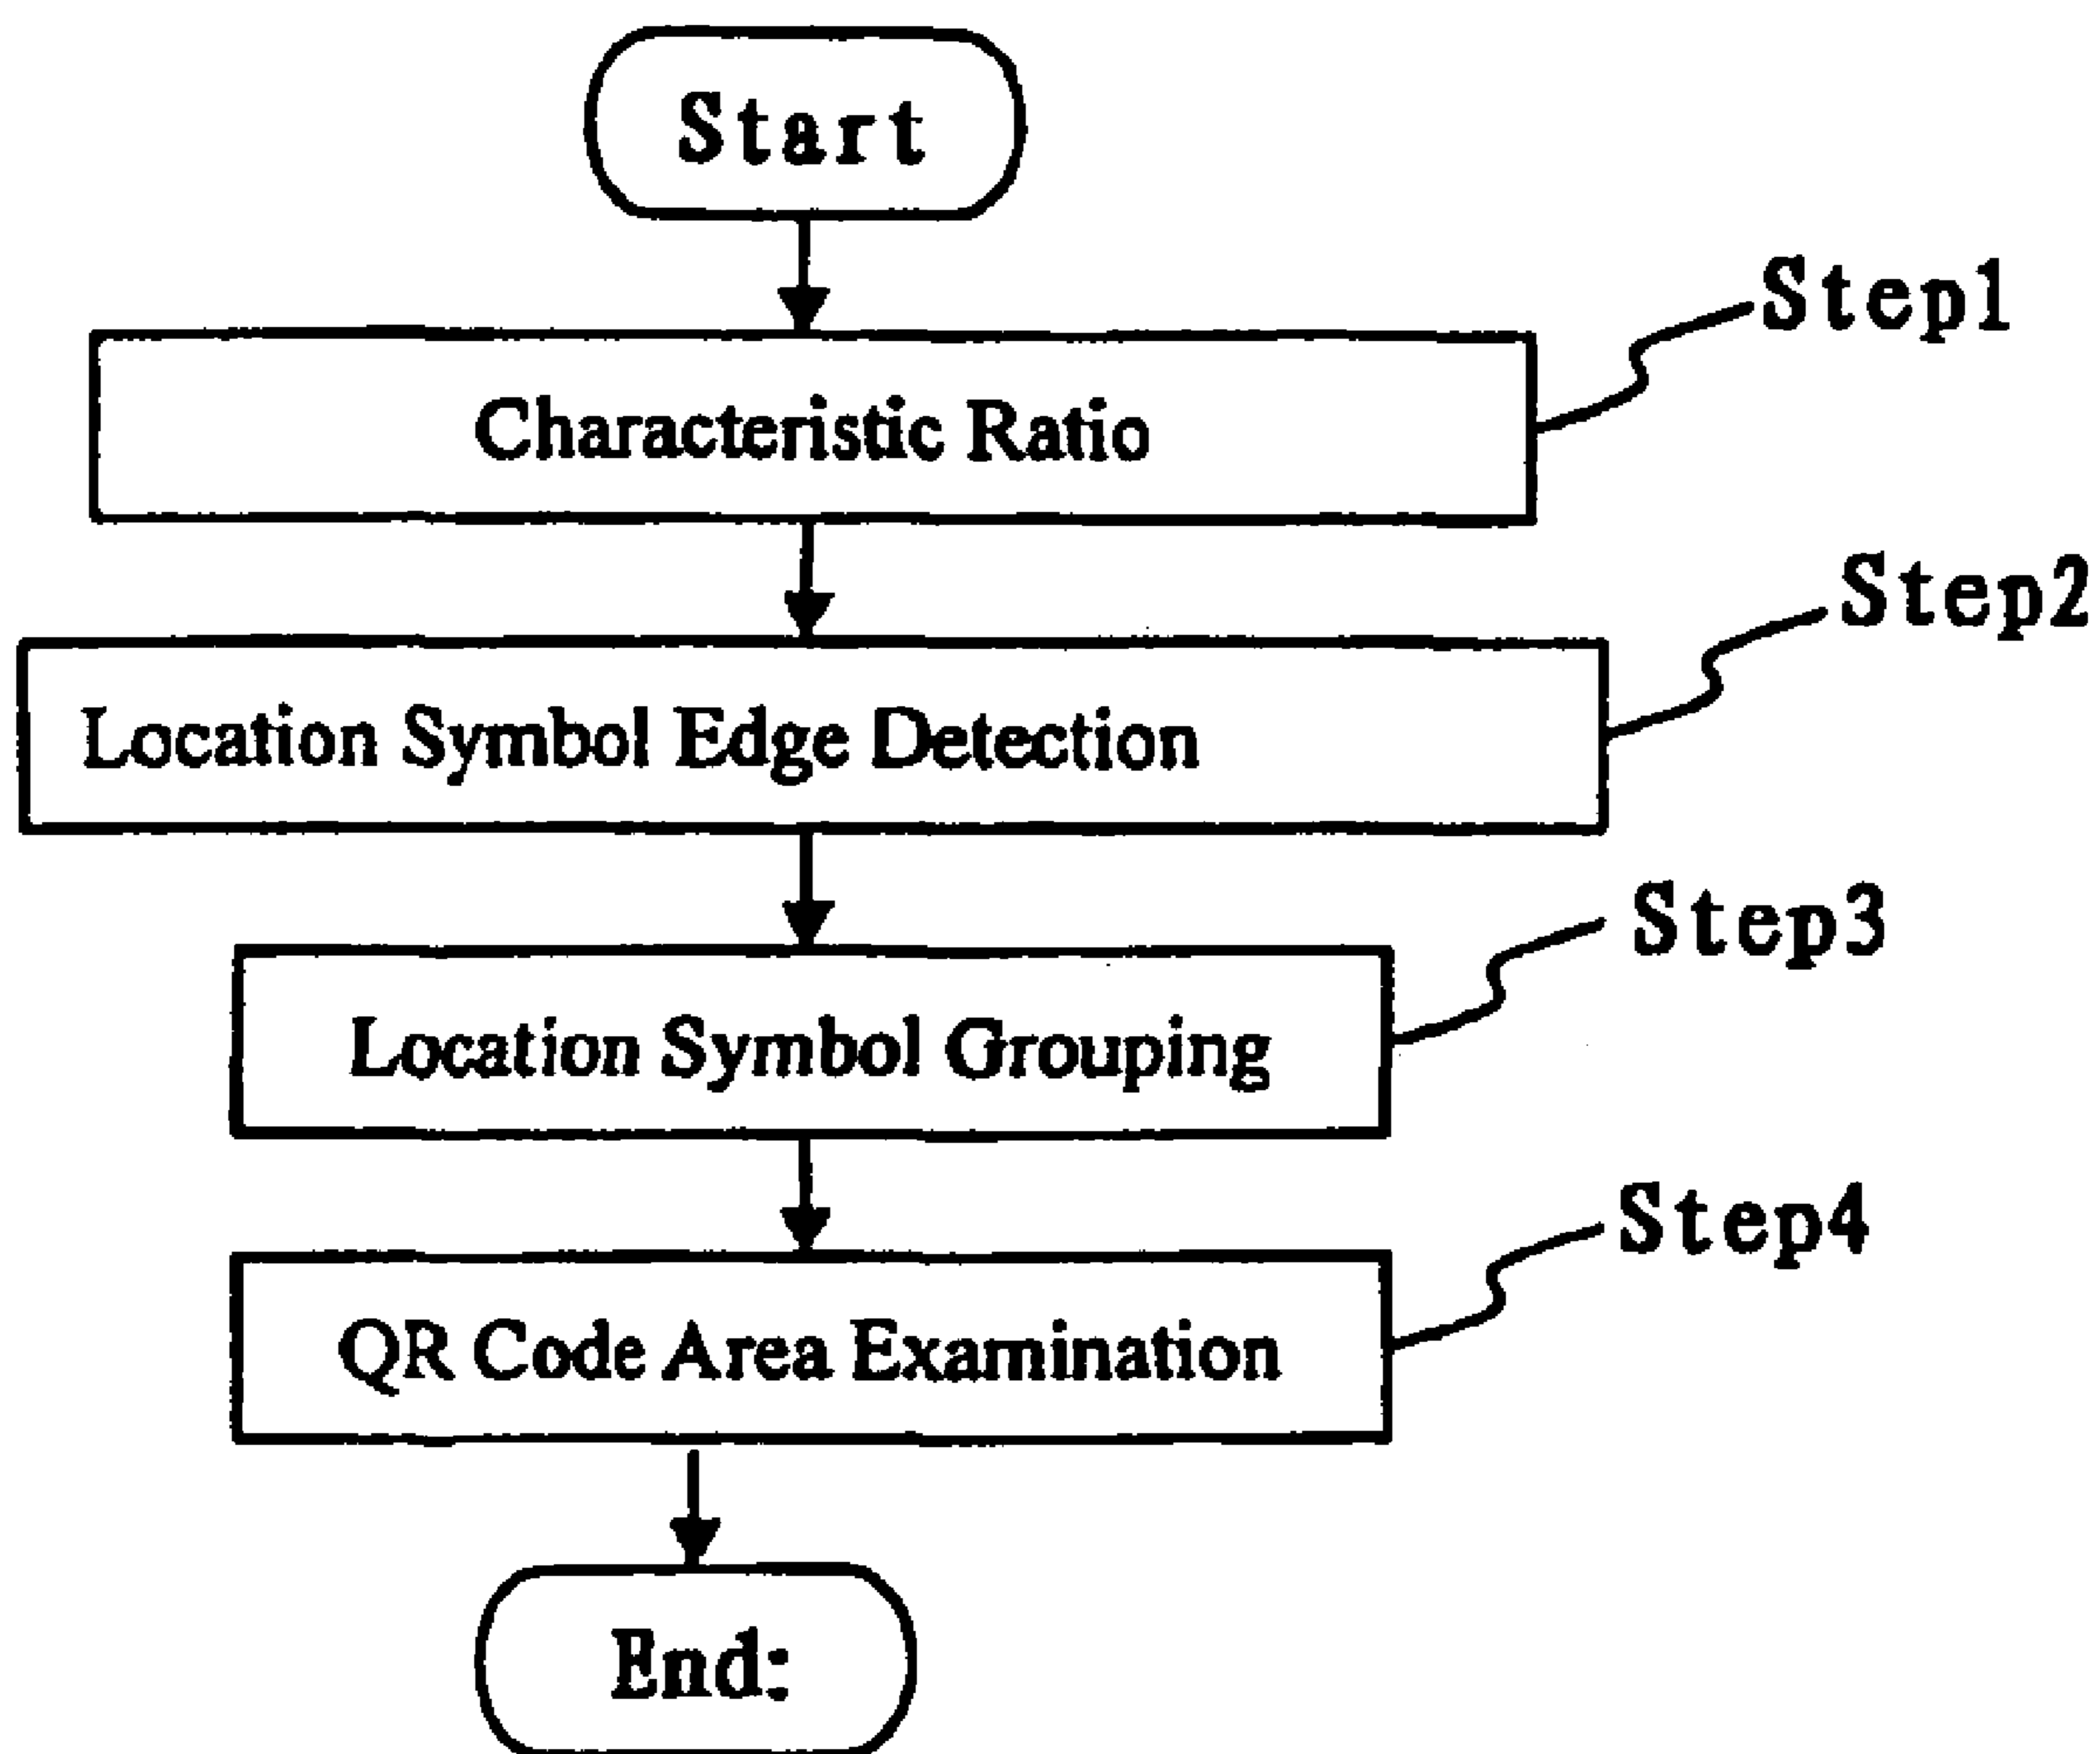 Start
Step1
Characteristic Ratio
Step2
Location Symbol Edge Detection
Step3
Location Symbol Grouping
Step4
QR Code Area Examination
End: